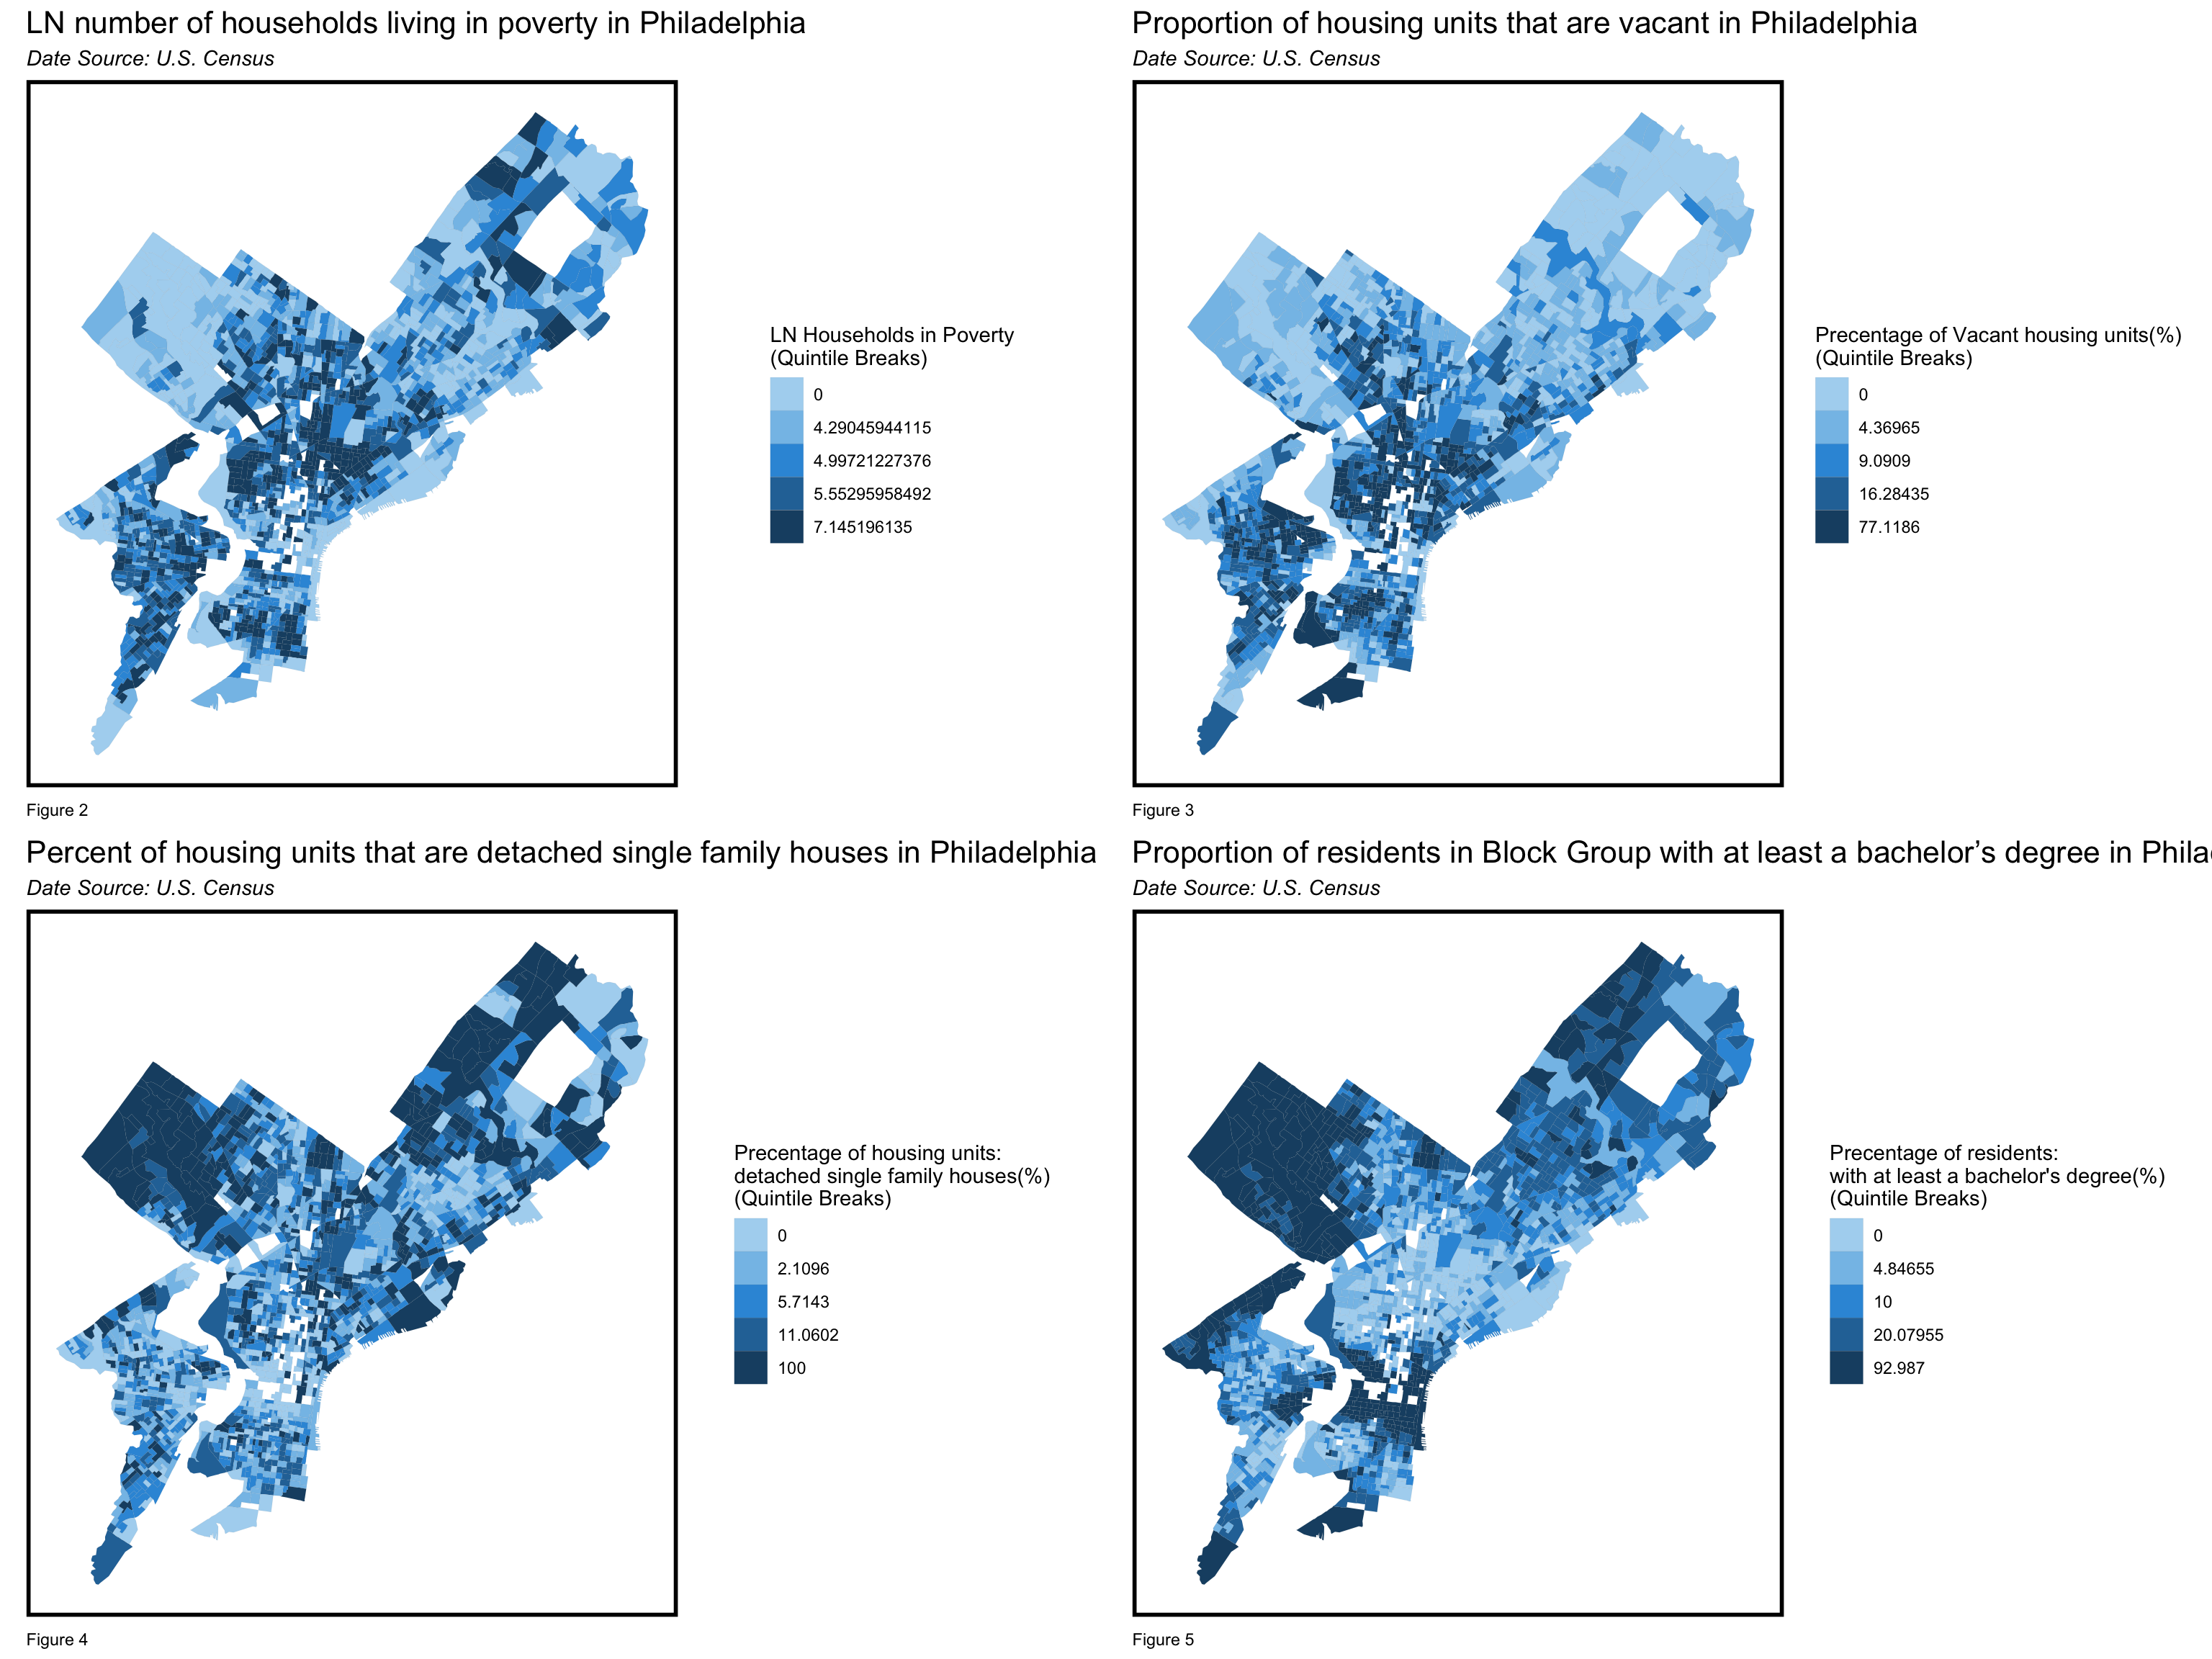 LN number of households living in poverty in Philadelphia
Date Source: U.S. Census
LN Households in Poverty
(Quintile Breaks)
0
4.29045944115
4.99721227376
5.55295958492
7.145196135
Figure 2
Proportion of housing units that are vacant in Philadelphia
Date Source: U.S. Census
Precentage of Vacant housing units(%)
(Quintile Breaks)
0
4.36965
9.0909
16.28435
77.1186
Figure 3
Percent of housing units that are detached single family houses in Philadelphia
Date Source: U.S. Census
Precentage of housing units:
detached single family houses(%)
(Quintile Breaks)
0
2.1096
5.7143
11.0602
100
Figure 4
Proportion of residents in Block Group with at least a bachelor’s degree in Phila
Date Source: U.S. Census
Precentage of residents:
with at least a bachelor's degree(%)
(Quintile Breaks)
0
4.84655
10
20.07955
92.987
Figure 5